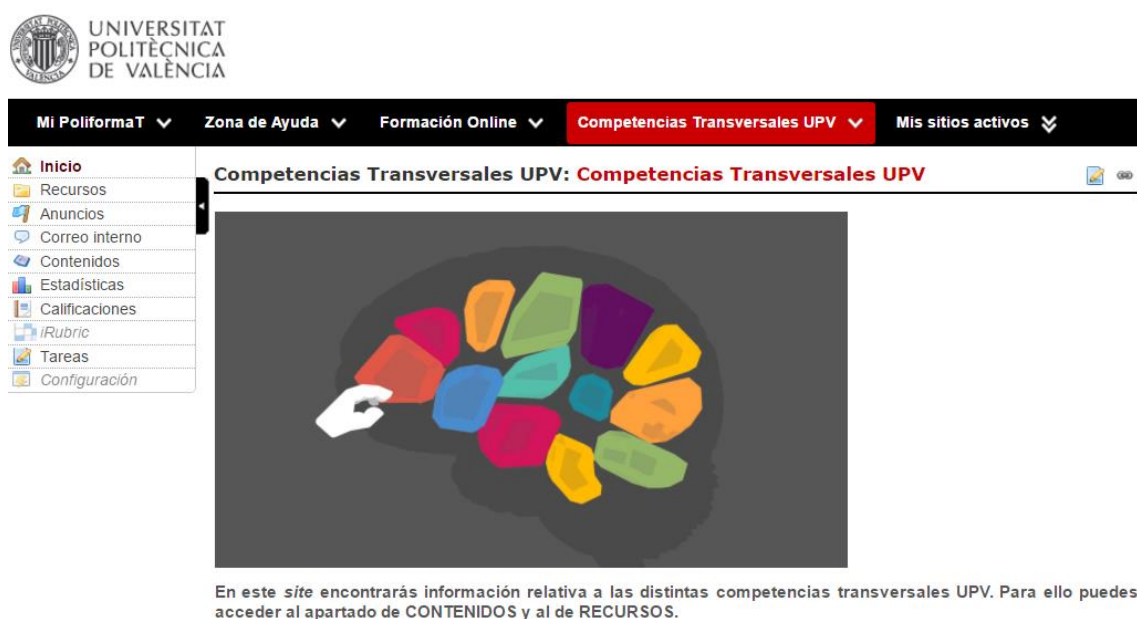 UNIVERSITAT
POLITÈCNICA
DE VALÈNCIA
Mi PoliformaT Zona de Ayuda Formación Online Competencias Transversales UPV Mis sitios activos
Inicio
Recursos
Anuncios
Correo interno
Contenidos
Estadísticas
Calificaciones
iRubric
Tareas
Configuración
Competencias Transversales UPV: Competencias Transversales UPV
En este site encontrarás información relativa a las distintas competencias transversales UPV. Para ello puedes
acceder al apartado de CONTENIDOS y al de RECURSOS.